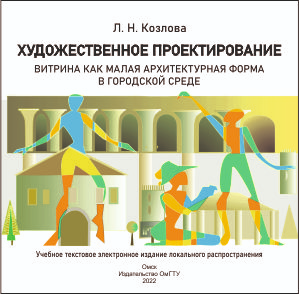 Л. Н. Козлова
ХУДОЖЕСТВЕННОЕ ПРОЕКТИРОВАНИЕ
ВИТРИНА КАК МАЛАЯ АРХИТЕКТУРНАЯ ФОРМА
В ГОРОДСКОЙ СРЕДЕ
Учебное текстовое электронное издание локального распространения
Омск
Издательство ОмГТУ
2022